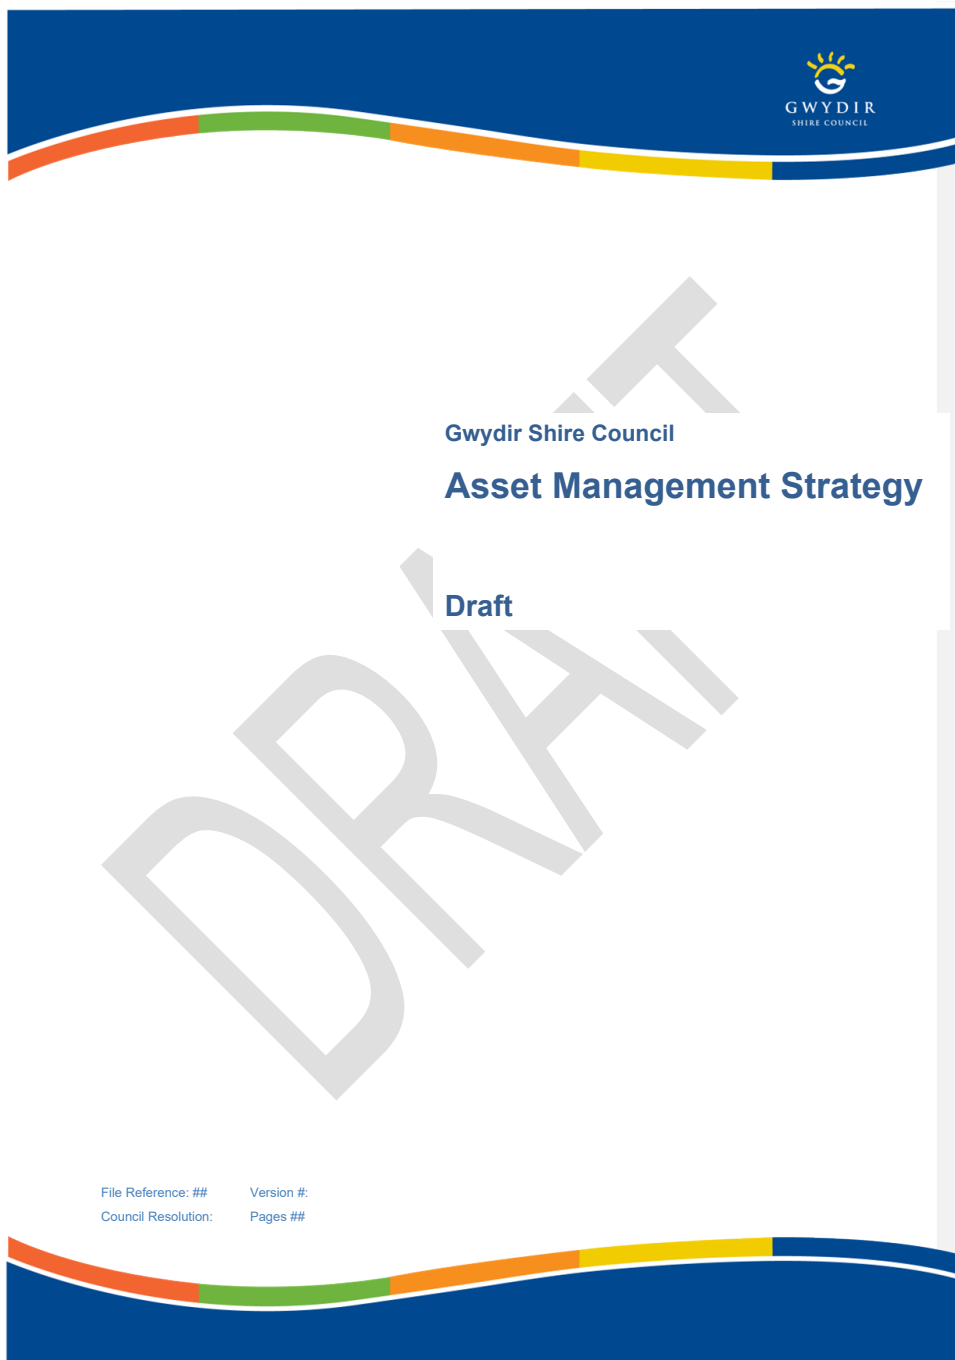 GWYDIR
SHIRE COUNCIL
Gwydir Shire Council
Asset Management Strategy
Draft
DRAFT
File Reference: ## Version #:
Council Resolution: Pages ##